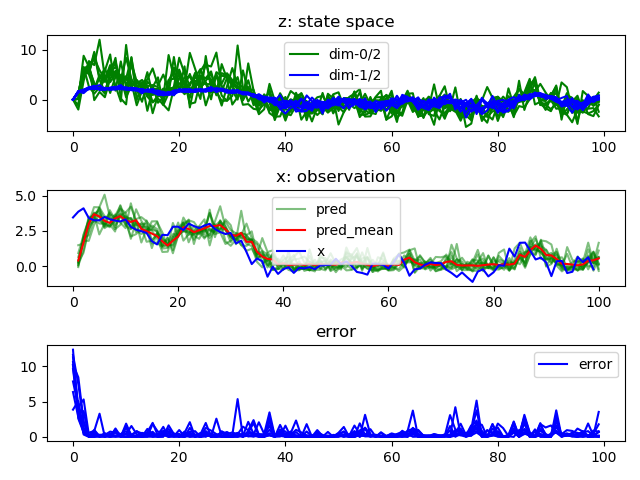 z: state space
10
0
dim-0/2
dim-1/2
0 20 40 60 80 100
x: observation
5.0
2.5
0.0
pred
pred_mean
x
0 20 40 60 80 100
error
10
5
0
error
0 20 40 60 80 100